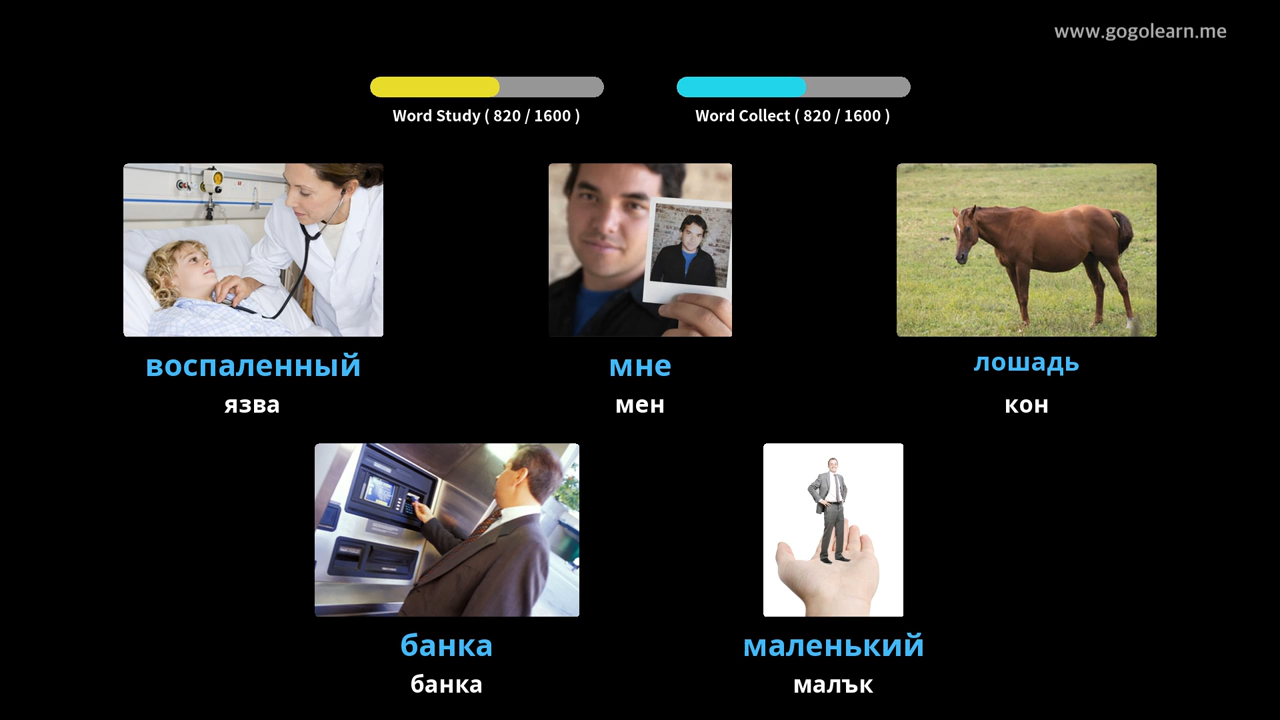 www.gogolearn.me
Word Study ( 820 / 1600 )
Word Collect ( 820 / 1600 )
воспаленный
язва
мне
мен
лошадь
кон
банка
банка
маленький
малък